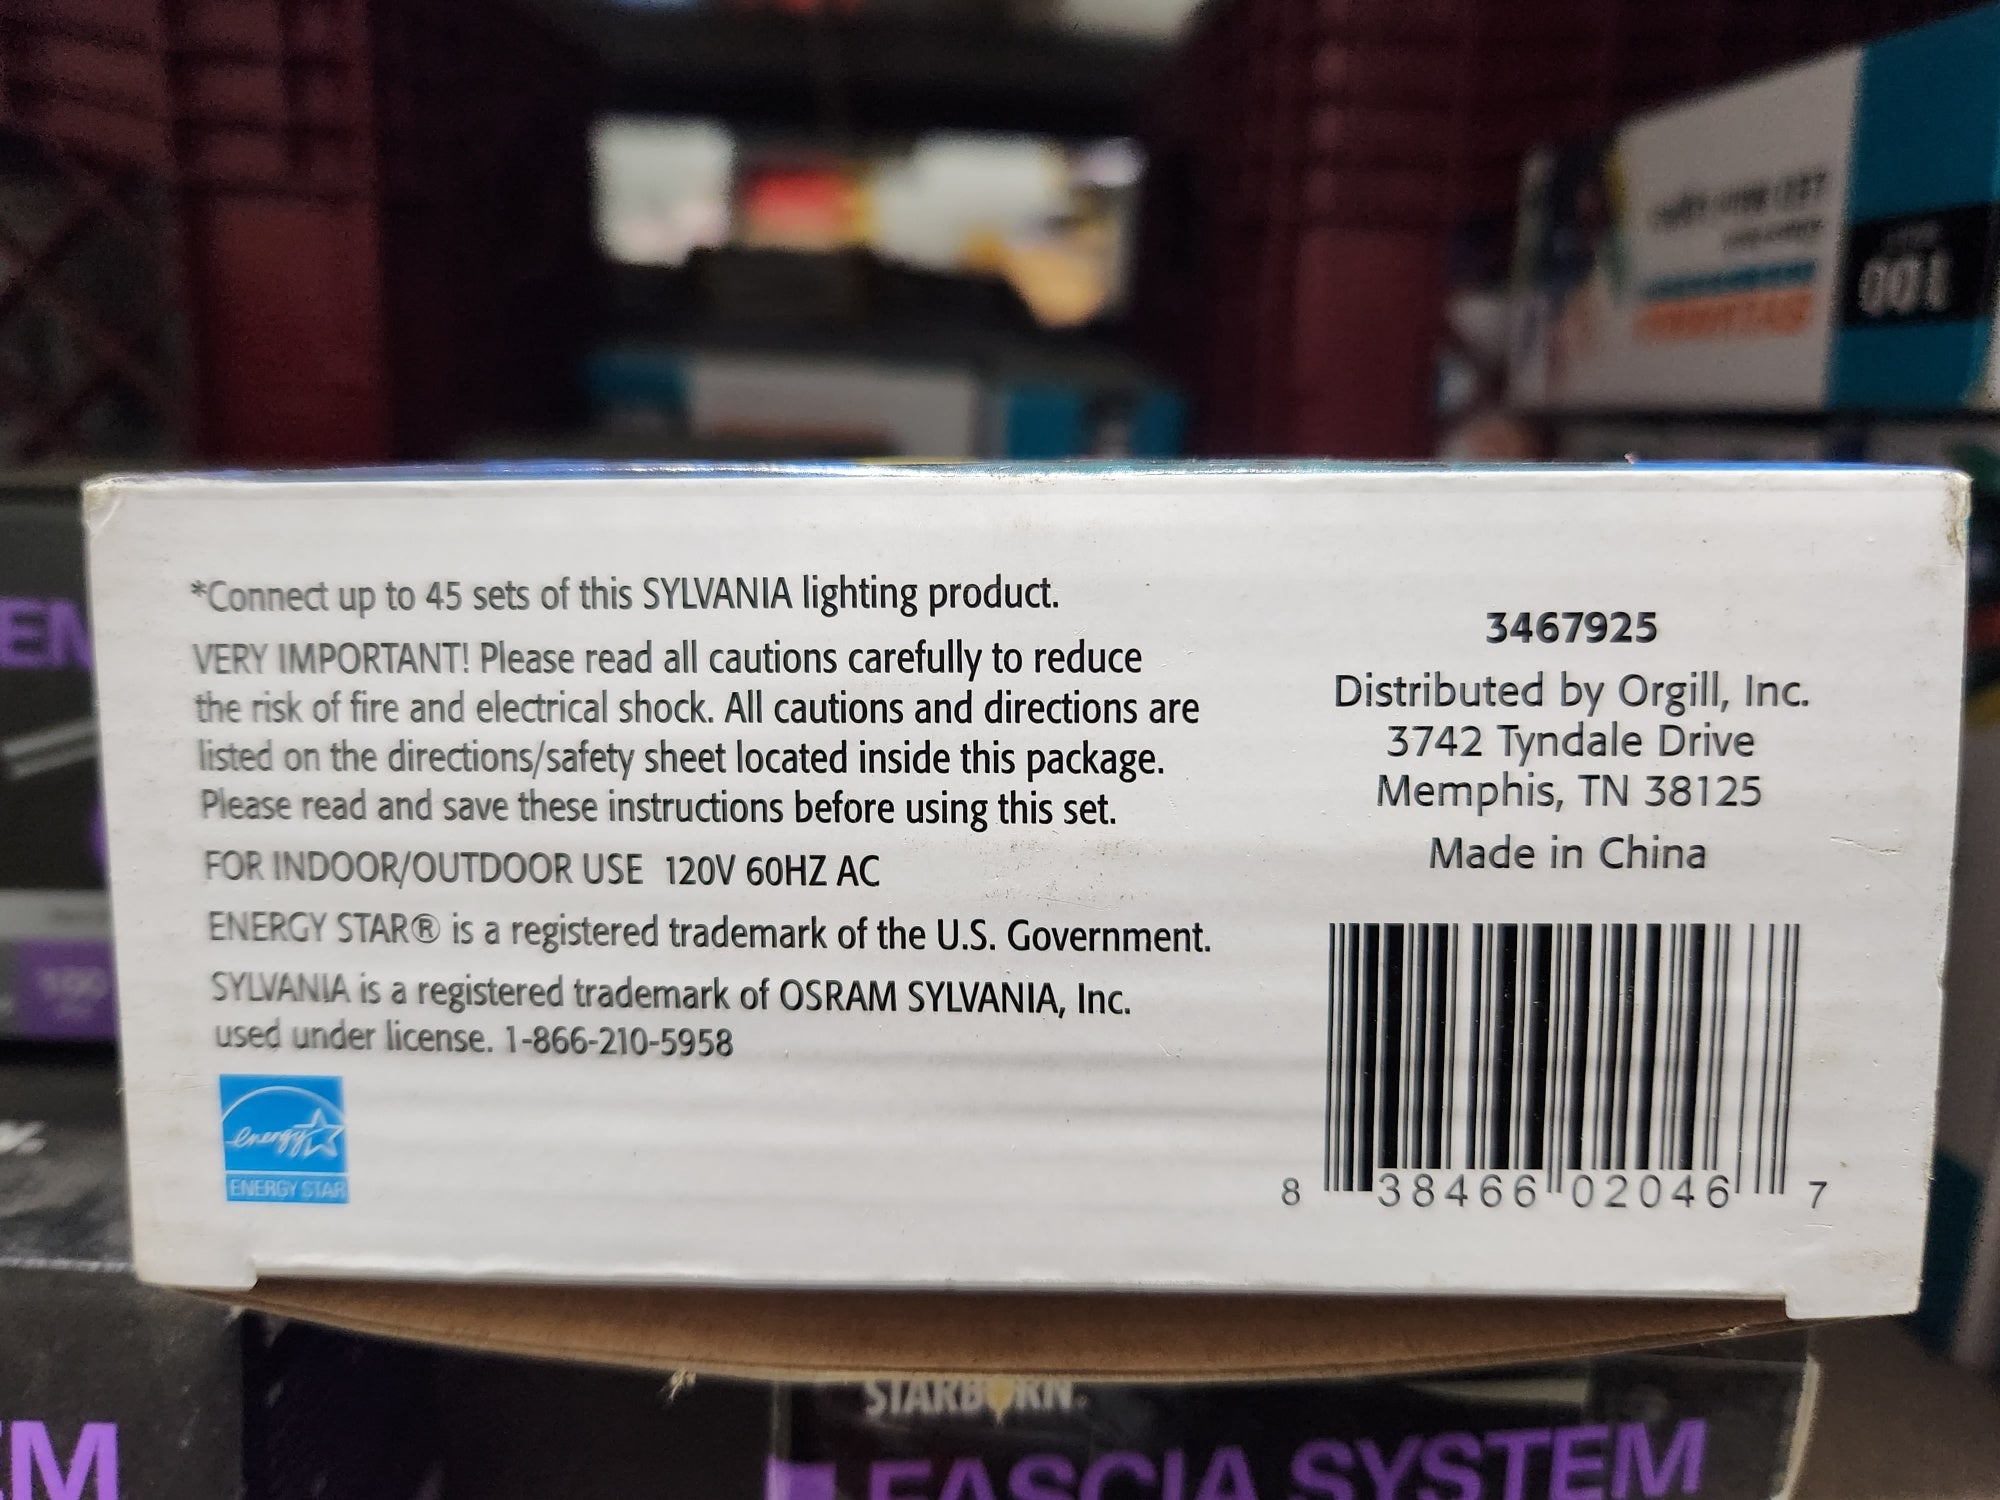 *Connect up to 45 sets of this SYLVANIA lighting product.
VERY IMPORTANT! Please read all cautions carefully to reduce
the risk of fire and electrical shock. All cautions and directions are
listed on the directions/safety sheet located inside this package.
Please read and save these instructions before using this set.
FOR INDOOR/OUTDOOR USE 120V 60HZ AC
ENERGY STAR® is a registered trademark of the U.S. Government.
SYLVANIA is a registered trademark of OSRAM SYLVANIA, Inc.
used under license. 1-866-210-5958
energy
ENERGY STAR
3467925
Distributed by Orgill, Inc.
3742 Tyndale Drive
Memphis, TN 38125
Made in China
8 38466 02046 7
100
EM
100
EM
STARBORN.
FASCIA SYSTEM